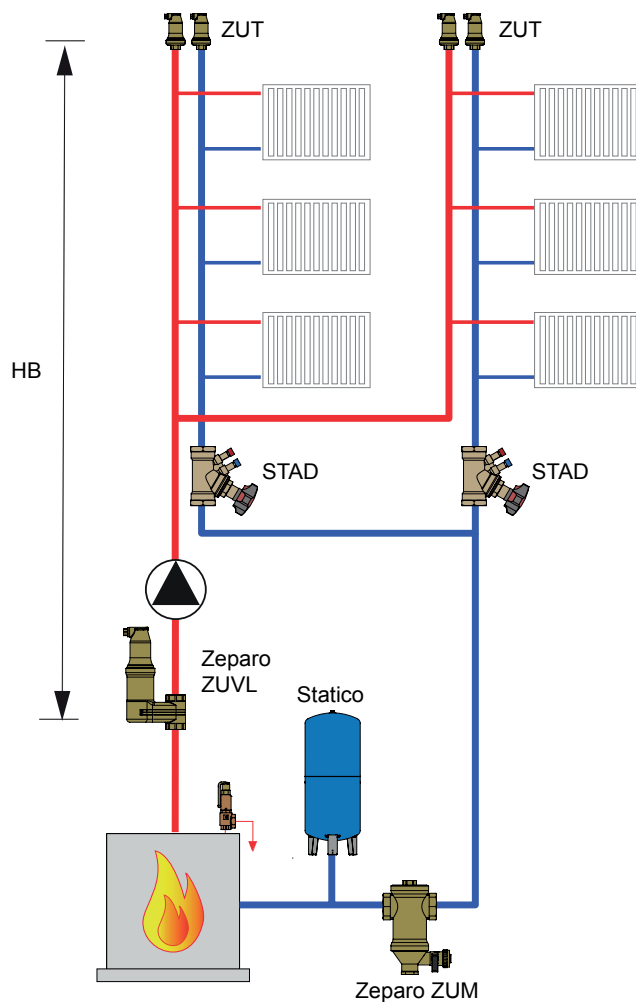 ZUT
ZUT
HB
STAD
STAD
Zeparo
ZUVL
Statico
Zeparo ZUM